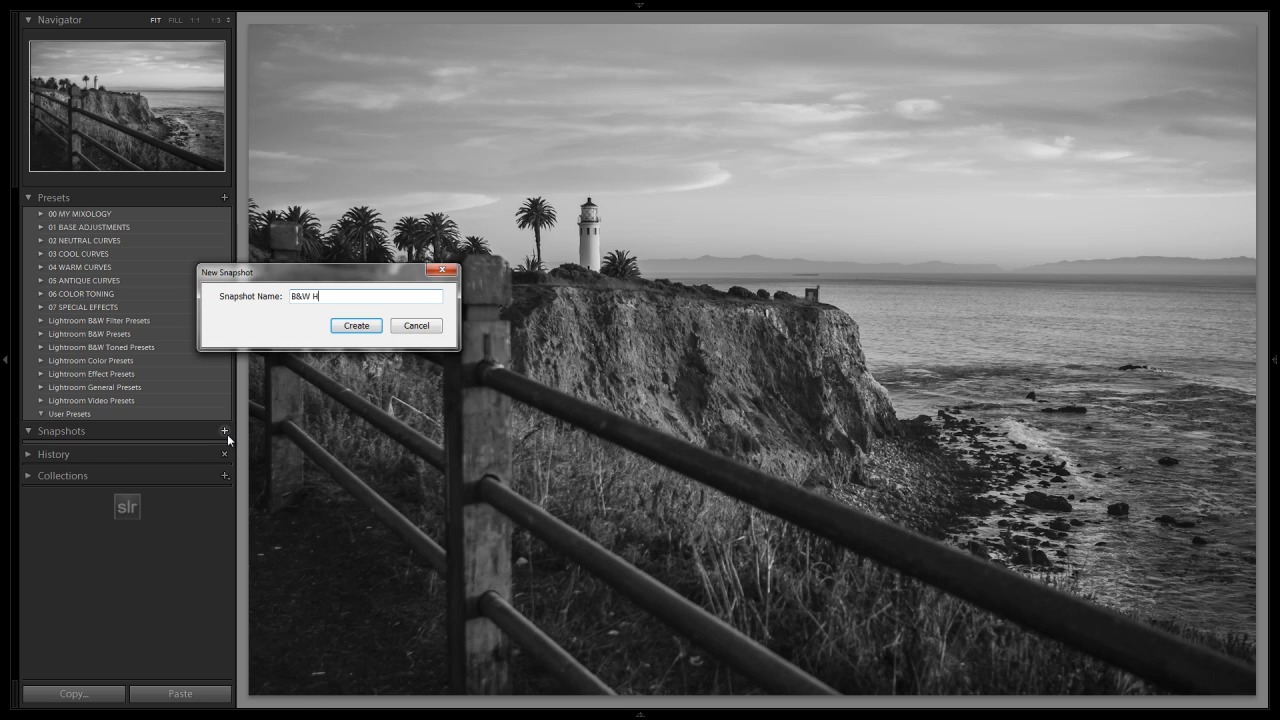 Navigator FIT FILL 1:1 1:3
Presets +
00 MY MIXOLOGY
01 BASE ADJUSTMENTS
02 NEUTRAL CURVES
03 COOL CURVES
04 WARM CURVES
05 ANTIQUE CURVES
06 COLOR TONING
07 SPECIAL EFFECTS
Lightroom B&W Filter Presets
Lightroom B&W Presets
Lightroom B&W Toned Presets
Lightroom Color Presets
Lightroom Effect Presets
Lightroom General Presets
Lightroom Video Presets
User Presets
Snapshots +
History ×
Collections +
slr
Copy... Paste
New Snapshot
Snapshot Name: B&W H
Create Cancel